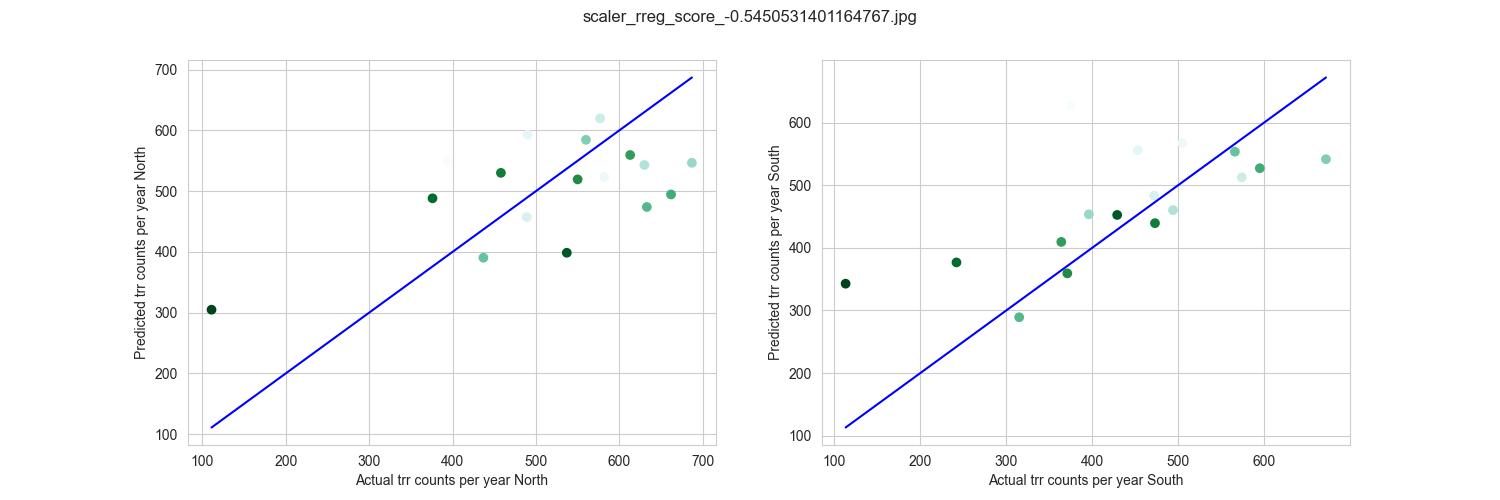 scaler_rreg_score_-0.5450531401164767.jpg
700
600
500
400
300
200
100
Predicted trr counts per year North
100 200 300 400 500 600 700
Actual trr counts per year North
600
500
400
300
200
100
Predicted trr counts per year South
100 200 300 400 500 600
Actual trr counts per year South